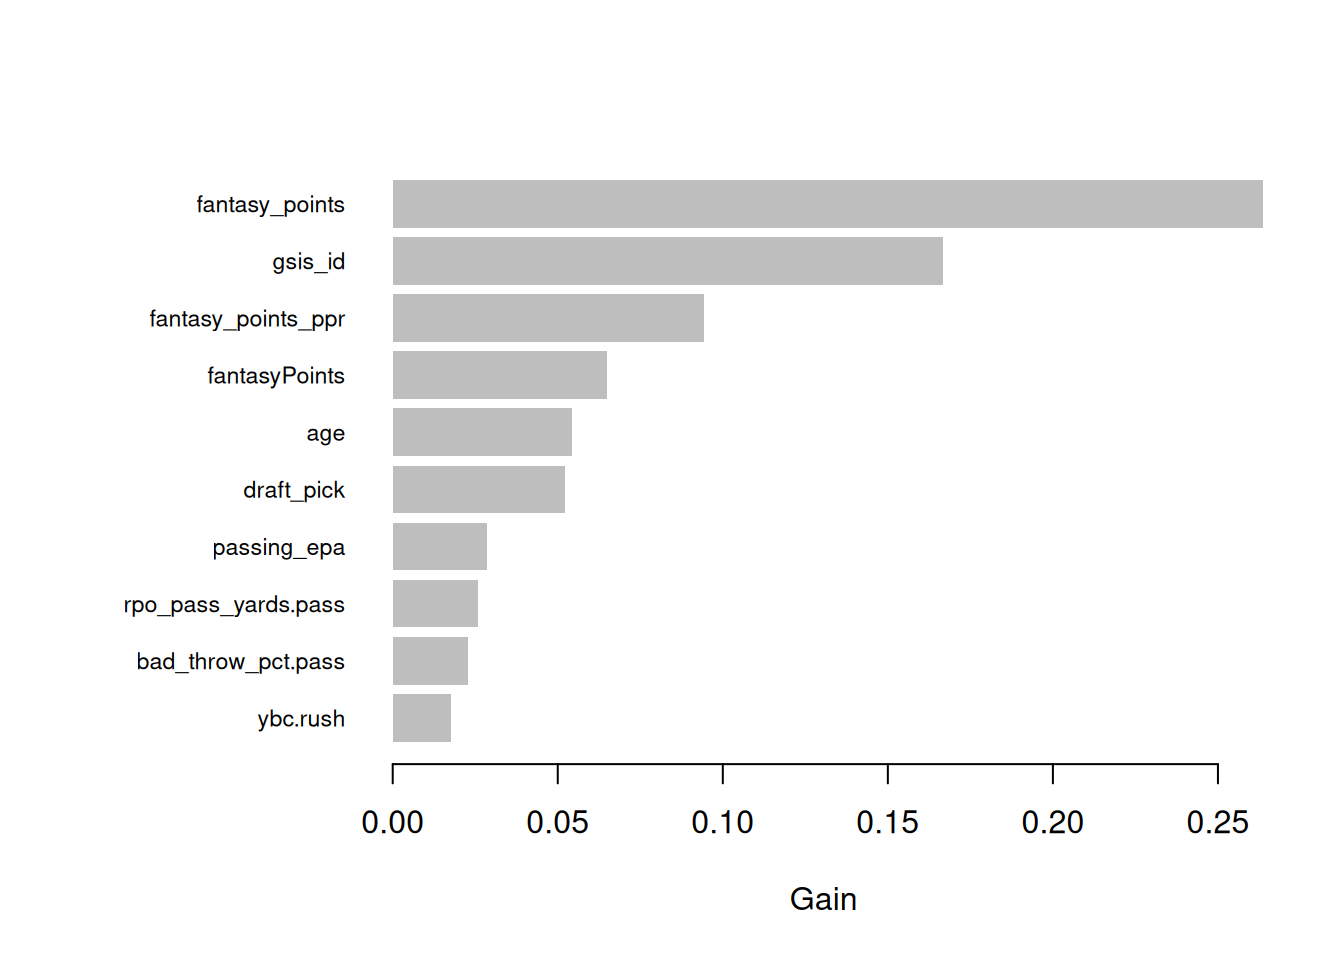 fantasy_points
gsis_id
fantasy_points_ppr
fantasyPoints
age
draft_pick
passing_epa
rpo_pass_yards.pass
bad_throw_pct.pass
ybc.rush
0.00 0.05 0.10 0.15 0.20 0.25
Gain